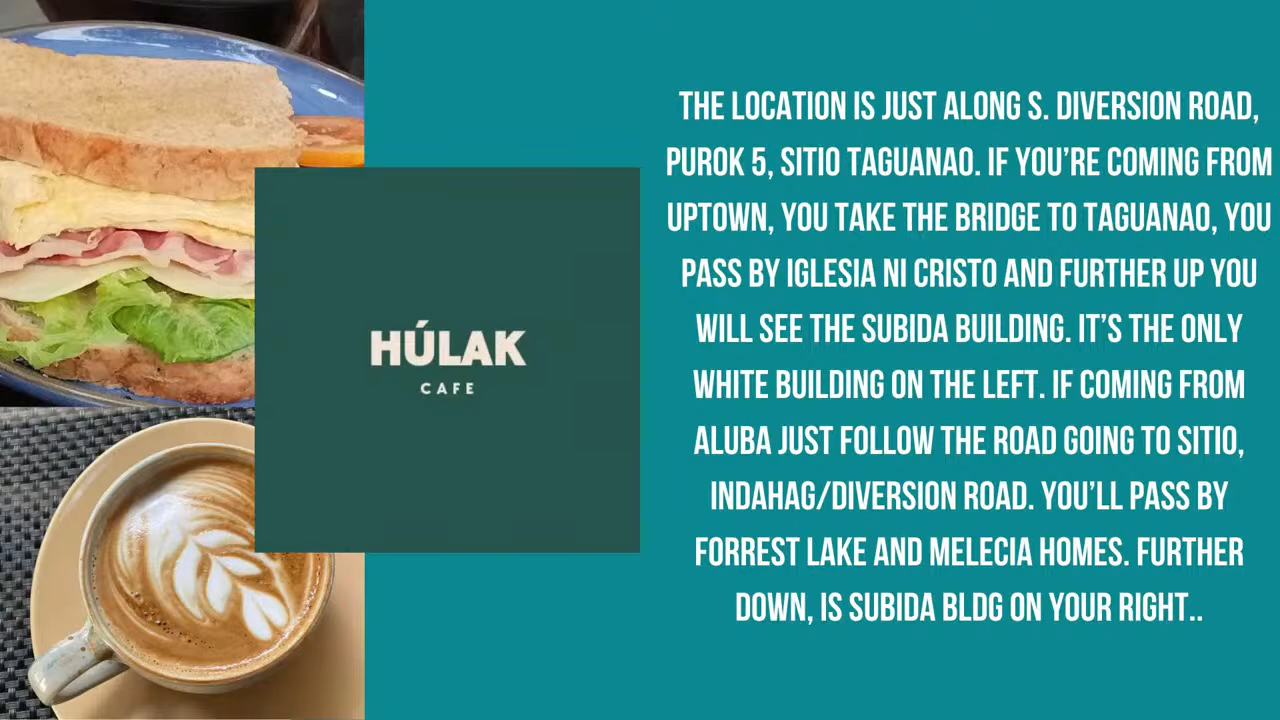 HÚLAK
CAFE
THE LOCATION IS JUST ALONG S. DIVERSION ROAD,
PUROK 5, SITIO TAGUANAO. IF YOU'RE COMING FROM
UPTOWN, YOU TAKE THE BRIDGE TO TAGUANAO, YOU
PASS BY IGLESIA NI CRISTO AND FURTHER UP YOU
WILL SEE THE SUBIDA BUILDING. IT'S THE ONLY
WHITE BUILDING ON THE LEFT. IF COMING FROM
ALUBA JUST FOLLOW THE ROAD GOING TO SITIO,
INDAHAG/DIVERSION ROAD. YOU'LL PASS BY
FORREST LAKE AND MELECIA HOMES. FURTHER
DOWN, IS SUBIDA BLDG ON YOUR RIGHT..